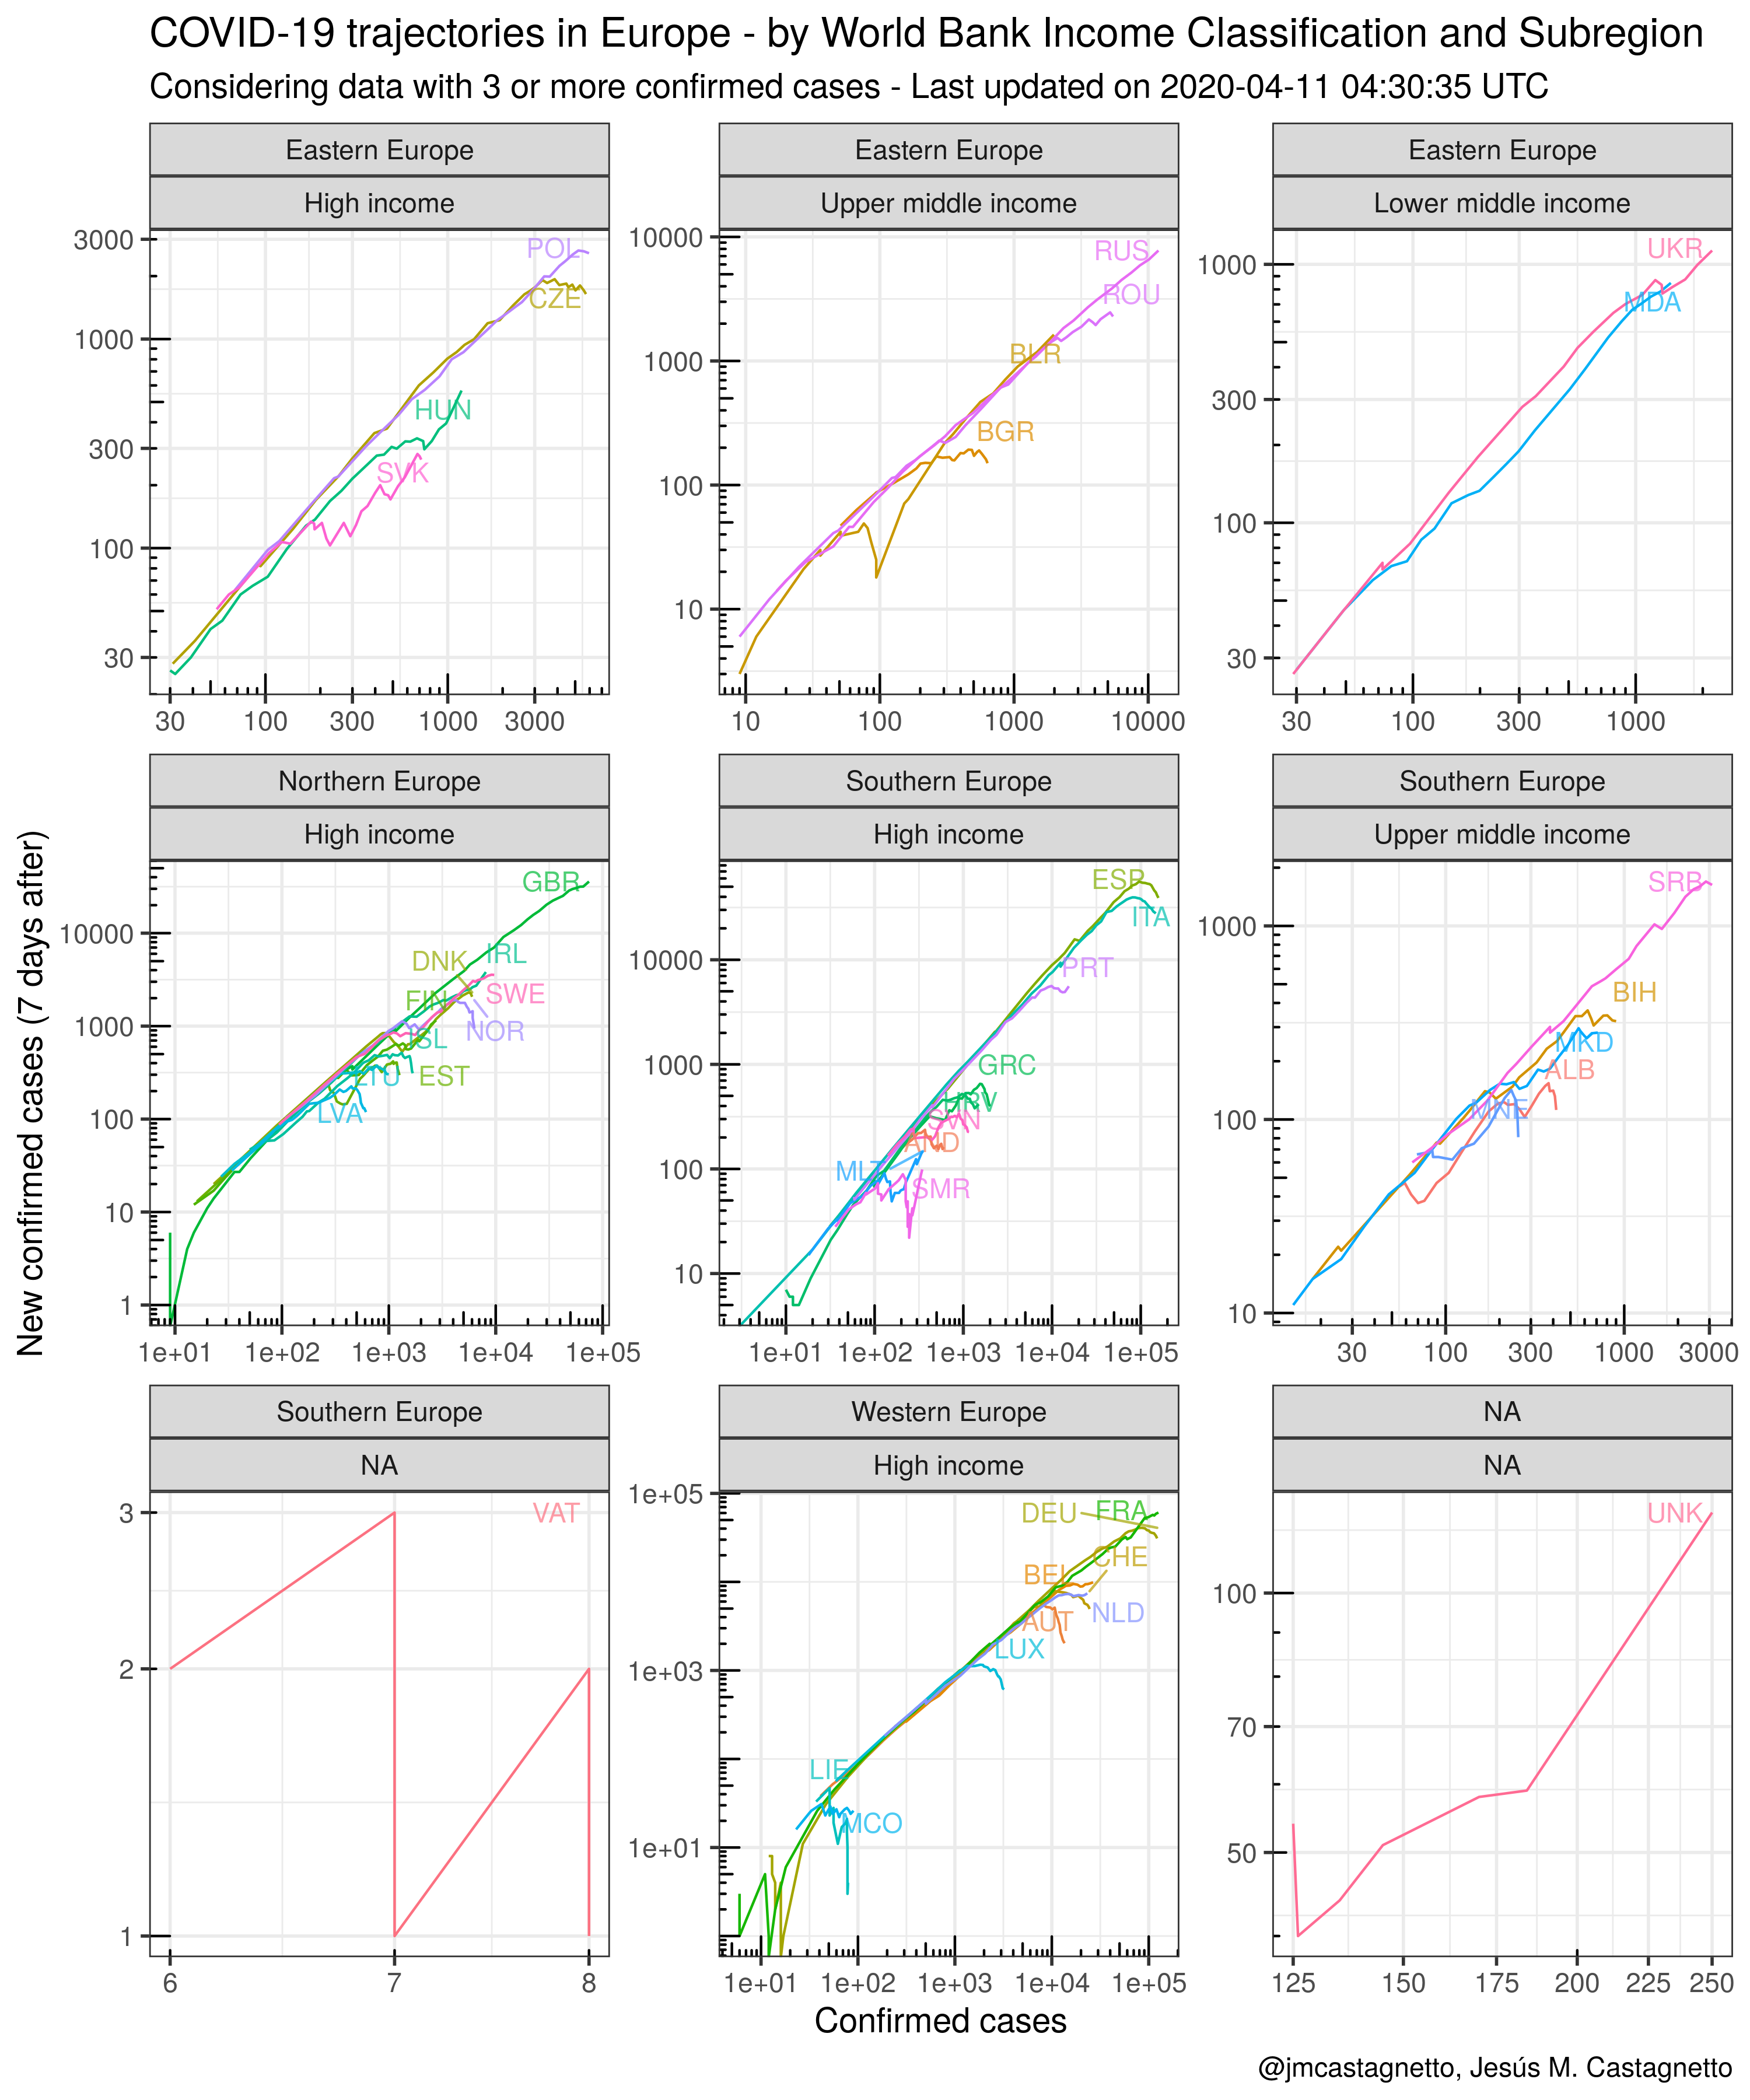 COVID-19 trajectories in Europe - by World Bank Income Classification and Subregion
Considering data with 3 or more confirmed cases - Last updated on 2020-04-11 04:30:35 UTC
Eastern Europe
High income
3000
1000
300
100
30
POL
CZE
HUN
SVK
30 100 300 1000 3000
Eastern Europe
Upper middle income
10000
1000
100
10
RUS
ROU
BLR
BGR
10 100 1000 10000
Eastern Europe
Lower middle income
1000
300
100
30
UKR
MDA
30 100 300 1000
New confirmed cases (7 days after)
Northern Europe
High income
10000
1000
100
10
1
GBR
DNK
IRL
FIN
SWE
NOR
ISL
LTU
EST
LVA
1e+01 1e+02 1e+03 1e+04 1e+05
Southern Europe
High income
10000
1000
100
10
ESP
ITA
PRT
GRC
HRV
SVN
AND
MLT
SMR
1e+01 1e+02 1e+03 1e+04 1e+05
Southern Europe
Upper middle income
1000
100
10
SRB
BIH
MKD
ALB
MNE
30 100 300 1000 3000
Southern Europe
NA
3
2
1
VAT
6 7 8
Western Europe
High income
1e+05
1e+03
1e+01
DEU
FRA
CHE
BEL
NLD
AUT
LUX
LIE
MCO
1e+01 1e+02 1e+03 1e+04 1e+05
NA
NA
100
70
50
UNK
125 150 175 200 225 250
Confirmed cases
@jmcastagnetto, Jesús M. Castagnetto